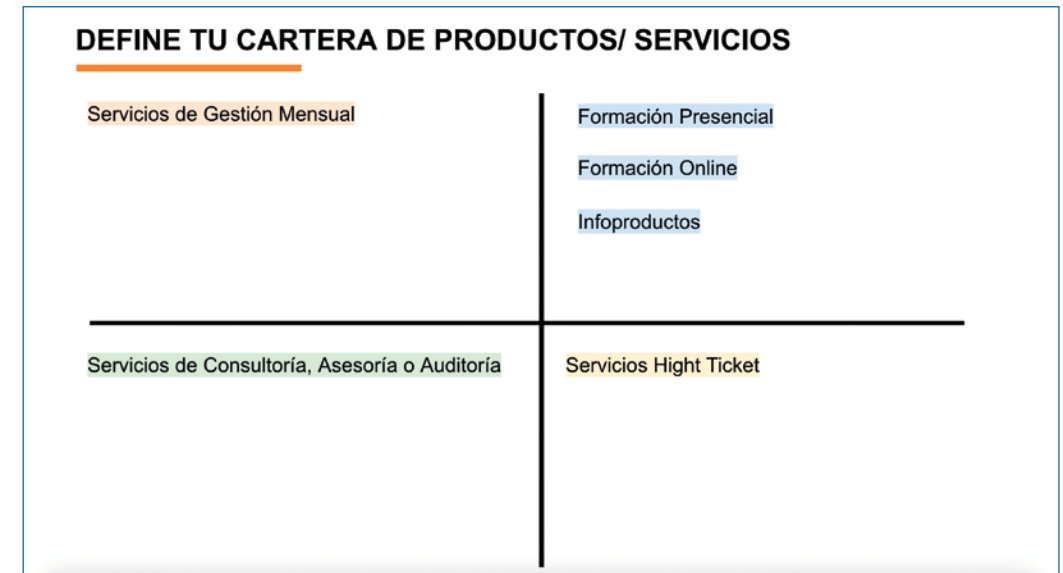 DEFINE TU CARTERA DE PRODUCTOS/ SERVICIOS
Servicios de Gestión Mensual
Formación Presencial
Formación Online
Infoproductos
Servicios de Consultoría, Asesoría o Auditoría
Servicios Hight Ticket